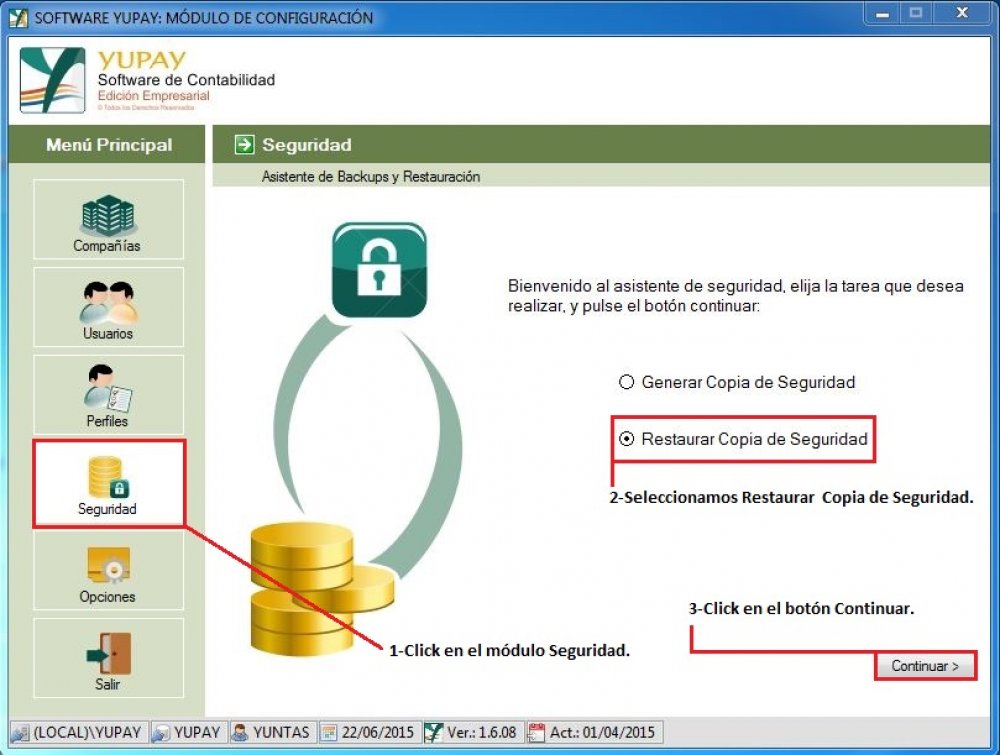 SOFTWARE YUPAY: MÓDULO DE CONFIGURACIÓN
YUPAY
Software de Contabilidad
Edición Empresarial
© Todos los Derechos Reservados
Menú Principal
Seguridad
Asistente de Backups y Restauración
Compañías
Usuarios
Perfiles
Seguridad
Opciones
Salir
Bienvenido al asistente de seguridad, elija la tarea que desea
realizar, y pulse el botón continuar:
Generar Copia de Seguridad
Restaurar Copia de Seguridad
2-Seleccionamos Restaurar Copia de Seguridad.
3-Click en el botón Continuar.
1-Click en el módulo Seguridad.
Continuar >
(LOCAL)\YUPAY YUPAY YUNTAS 22/06/2015 Ver.: 1.6.08 Act.: 01/04/2015